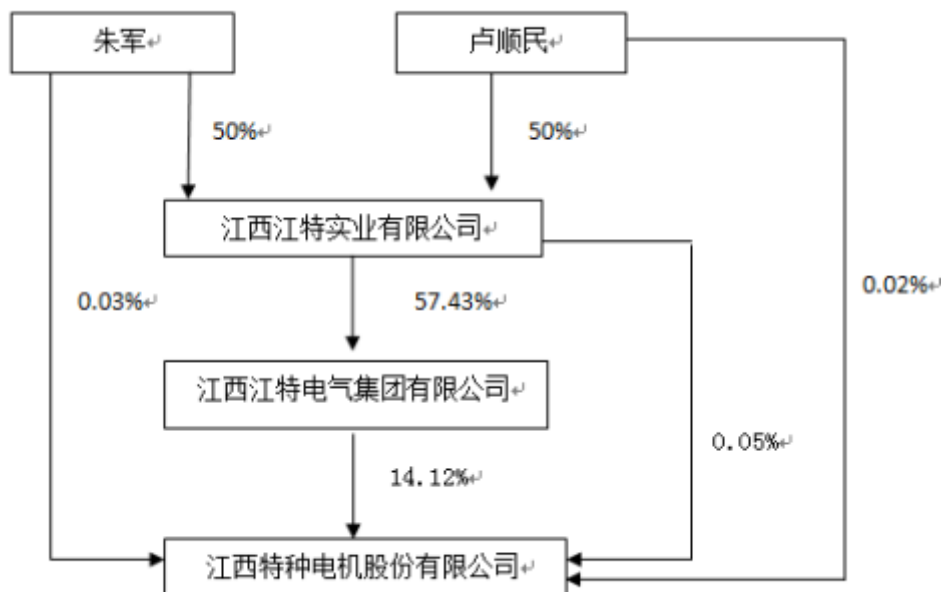 朱军↵
卢顺民↵
50%↵
50%↵
江西江特实业有限公司↵
0.03%↵
57.43%↵
0.02%↵
江西江特电气集团有限公司↵
0.05%↵
14.12%↵
江西特种电机股份有限公司↵